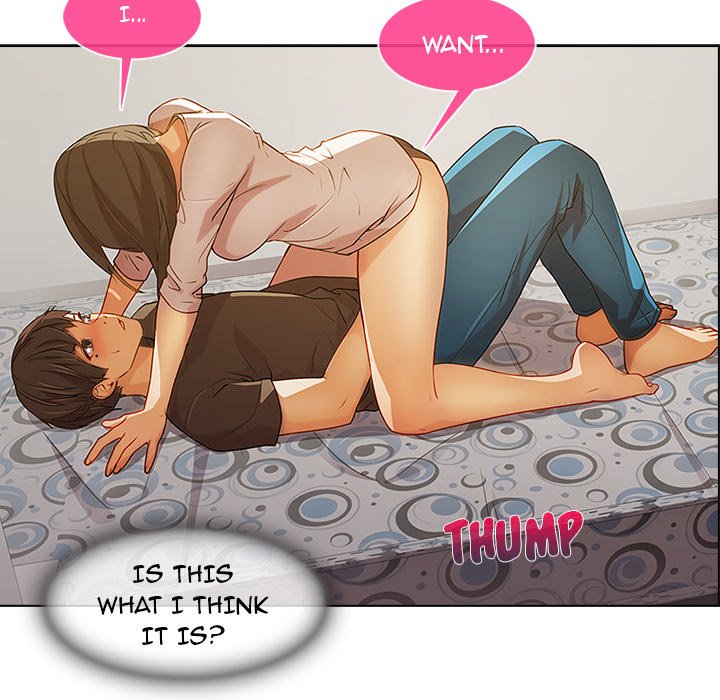 I...
WANT...
THUMP
IS THIS
WHAT I THINK
IT IS?